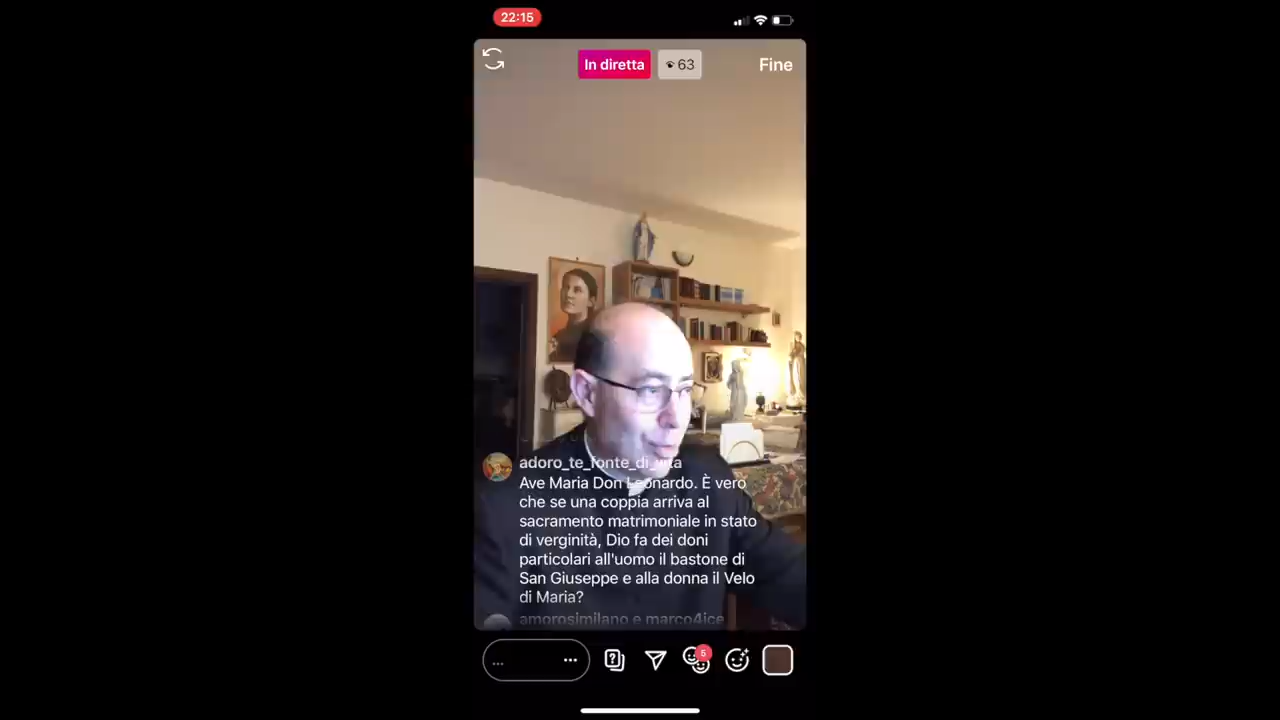 22:15
In diretta
63
Fine
adoro_te_fonte_di_vita
Ave Maria Don Leonardo. È vero
che se una coppia arriva al
sacramento matrimoniale in stato
di verginità, Dio fa dei doni
particolari all'uomo il bastone di
San Giuseppe e alla donna il Velo
di Maria?
amorosimilano e marco4ice
...
5